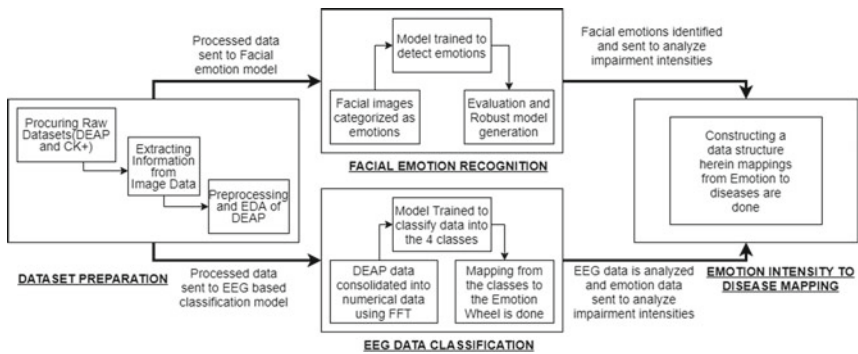 Processed data
sent to Facial
emotion model
Model trained to
detect emotions
Facial images
categorized as
emotions
Evaluation and
Robust model
generation
FACIAL EMOTION RECOGNITION
Facial emotions identified
and sent to analyze
impairment intensities
Procuring Raw
Datasets(DEAP
and CK+)
Extracting
Information
from
Image Data
Preprocessing
and EDA of
DEAP
DATASET PREPARATION
Constructing a
data structure
herein mappings
from Emotion to
diseases are
done
EMOTION INTENSITY TO
DISEASE MAPPING
Processed data
sent to EEG based
classification model
Model Trained to
classify data into
the 4 classes
DEAP data
consolidated into
numerical data
using FFT
Mapping from
the classes to
the Emotion
Wheel is done
EEG DATA CLASSIFICATION
EEG data is analyzed
and emotion data
sent to analyze
impairment intensities